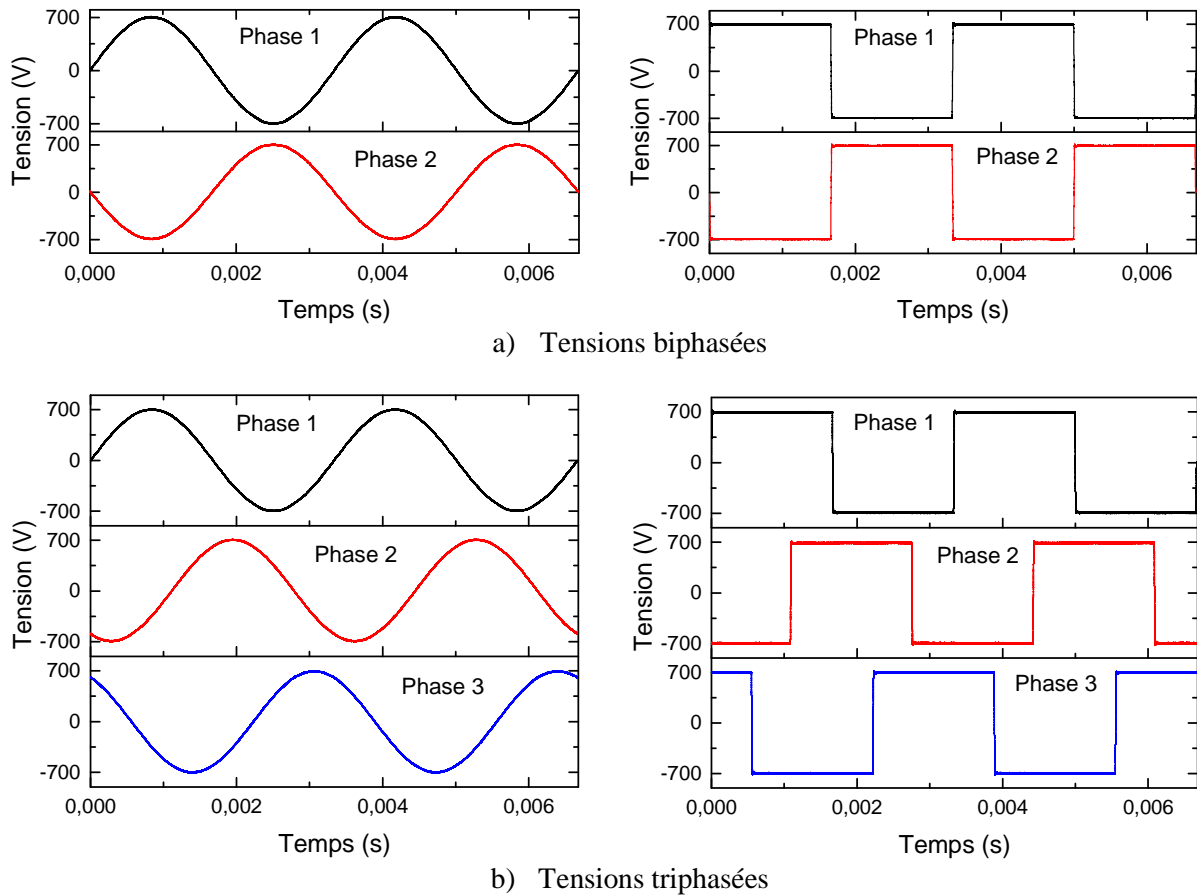 700
0
-700
700
0
-700
Phase 1
Phase 2
Tension (V)
0,000 0,002 0,004 0,006
Temps (s)
700
0
-700
700
0
-700
Phase 1
Phase 2
Tension (V)
0,000 0,002 0,004 0,006
Temps (s)
a) Tensions biphasées
700
0
-700
700
0
-700
700
0
-700
Phase 1
Phase 2
Phase 3
Tension (V)
0,000 0,002 0,004 0,006
Temps (s)
700
0
-700
700
0
-700
700
0
-700
Phase 1
Phase 2
Phase 3
Tension (V)
0,000 0,002 0,004 0,006
Temps (s)
b) Tensions triphasées